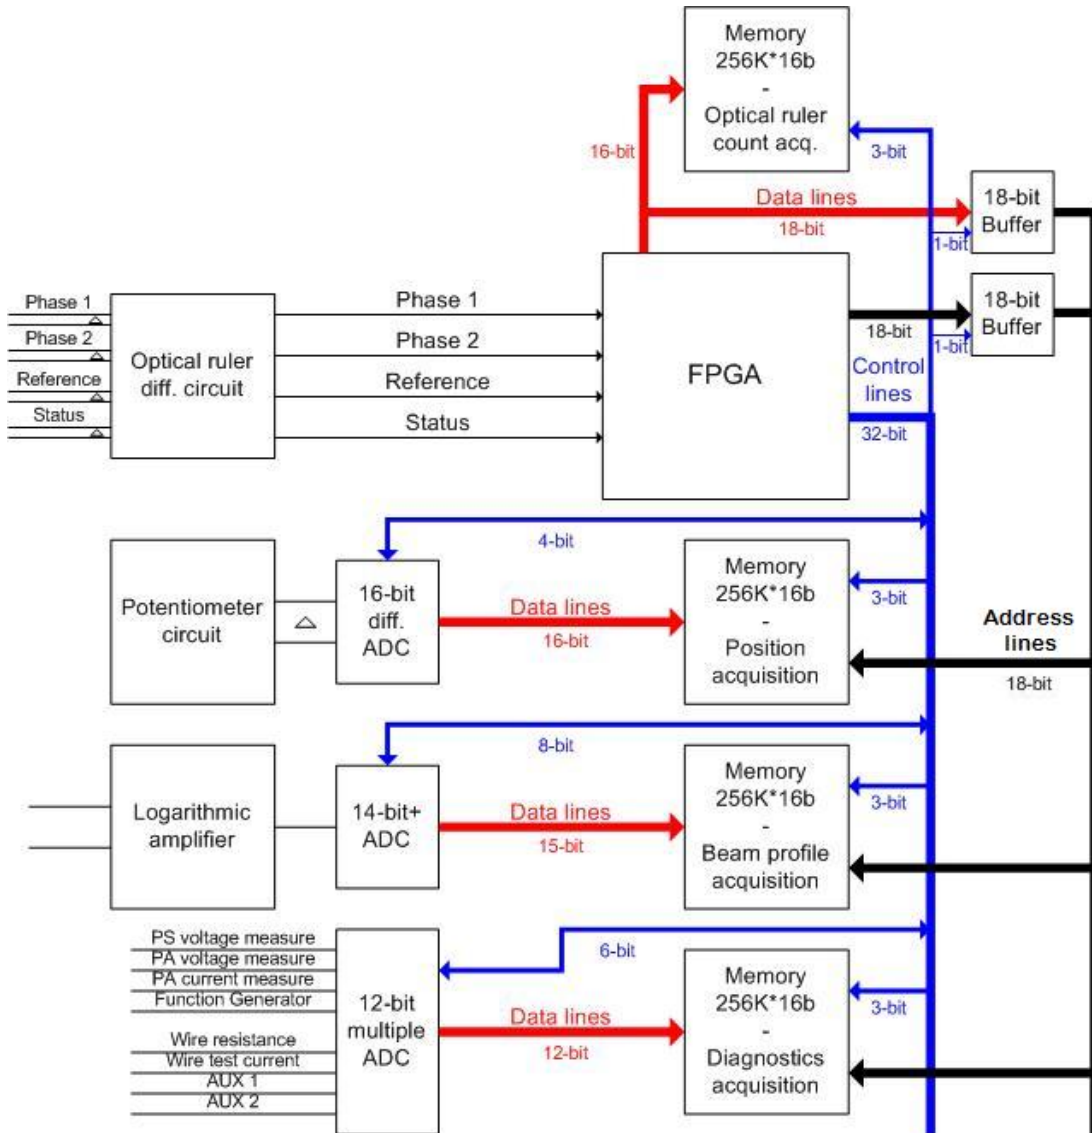 Memory
256K*16b
-
Optical ruler
count acq.
16-bit
3-bit
Data lines
18-bit
18-bit
Buffer
1-bit
Phase 1
Phase 2
Reference
Status
Optical ruler
diff. circuit
Phase 1
Phase 2
Reference
Status
FPGA
18-bit
18-bit
Buffer
1-bit
Control
lines
32-bit
4-bit
Potentiometer
circuit
16-bit
diff.
ADC
Data lines
16-bit
Memory
256K*16b
-
Position
acquisition
3-bit
Address
lines
18-bit
8-bit
Logarithmic
amplifier
14-bit+
ADC
Data lines
15-bit
Memory
256K*16b
-
Beam profile
acquisition
3-bit
PS voltage measure
PA voltage measure
PA current measure
Function Generator
Wire resistance
Wire test current
AUX 1
AUX 2
12-bit
multiple
ADC
6-bit
Data lines
12-bit
Memory
256K*16b
-
Diagnostics
acquisition
3-bit